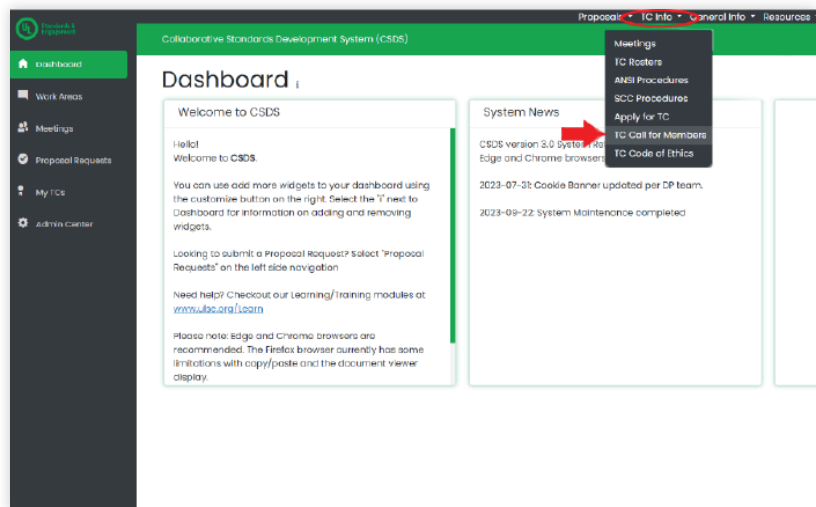 Proposals TC Info General Info Resources
UL Standards & Engagement
Collaborative Standards Development System (CSDS)
Meetings
TC Rosters
ANSI Procedures
SCC Procedures
Apply for TC
TC Call for Members
TC Code of Ethics
Dashboard
Work Areas
Meetings
Proposal Requests
My TCs
Admin Center
Dashboard i
Welcome to CSDS
Hello!
Welcome to CSDS.
You can use add more widgets to your dashboard using
the customize button on the right. Select the "i" next to
Dashboard for information on adding and removing
widgets.
Looking to submit a Proposal Request? Select "Proposal
Requests" on the left side navigation
Need help? Checkout our Learning/Training modules at
www.ulse.org/Learn
Please note: Edge and Chrome browsers are
recommended. The Firefox browser currently has some
limitations with copy/paste and the document viewer
display.
System News
CSDS version 3.0 System
Edge and Chrome browsers
2023-07-31: Cookie Banner updated per DP team.
2023-09-22: System Maintenance completed